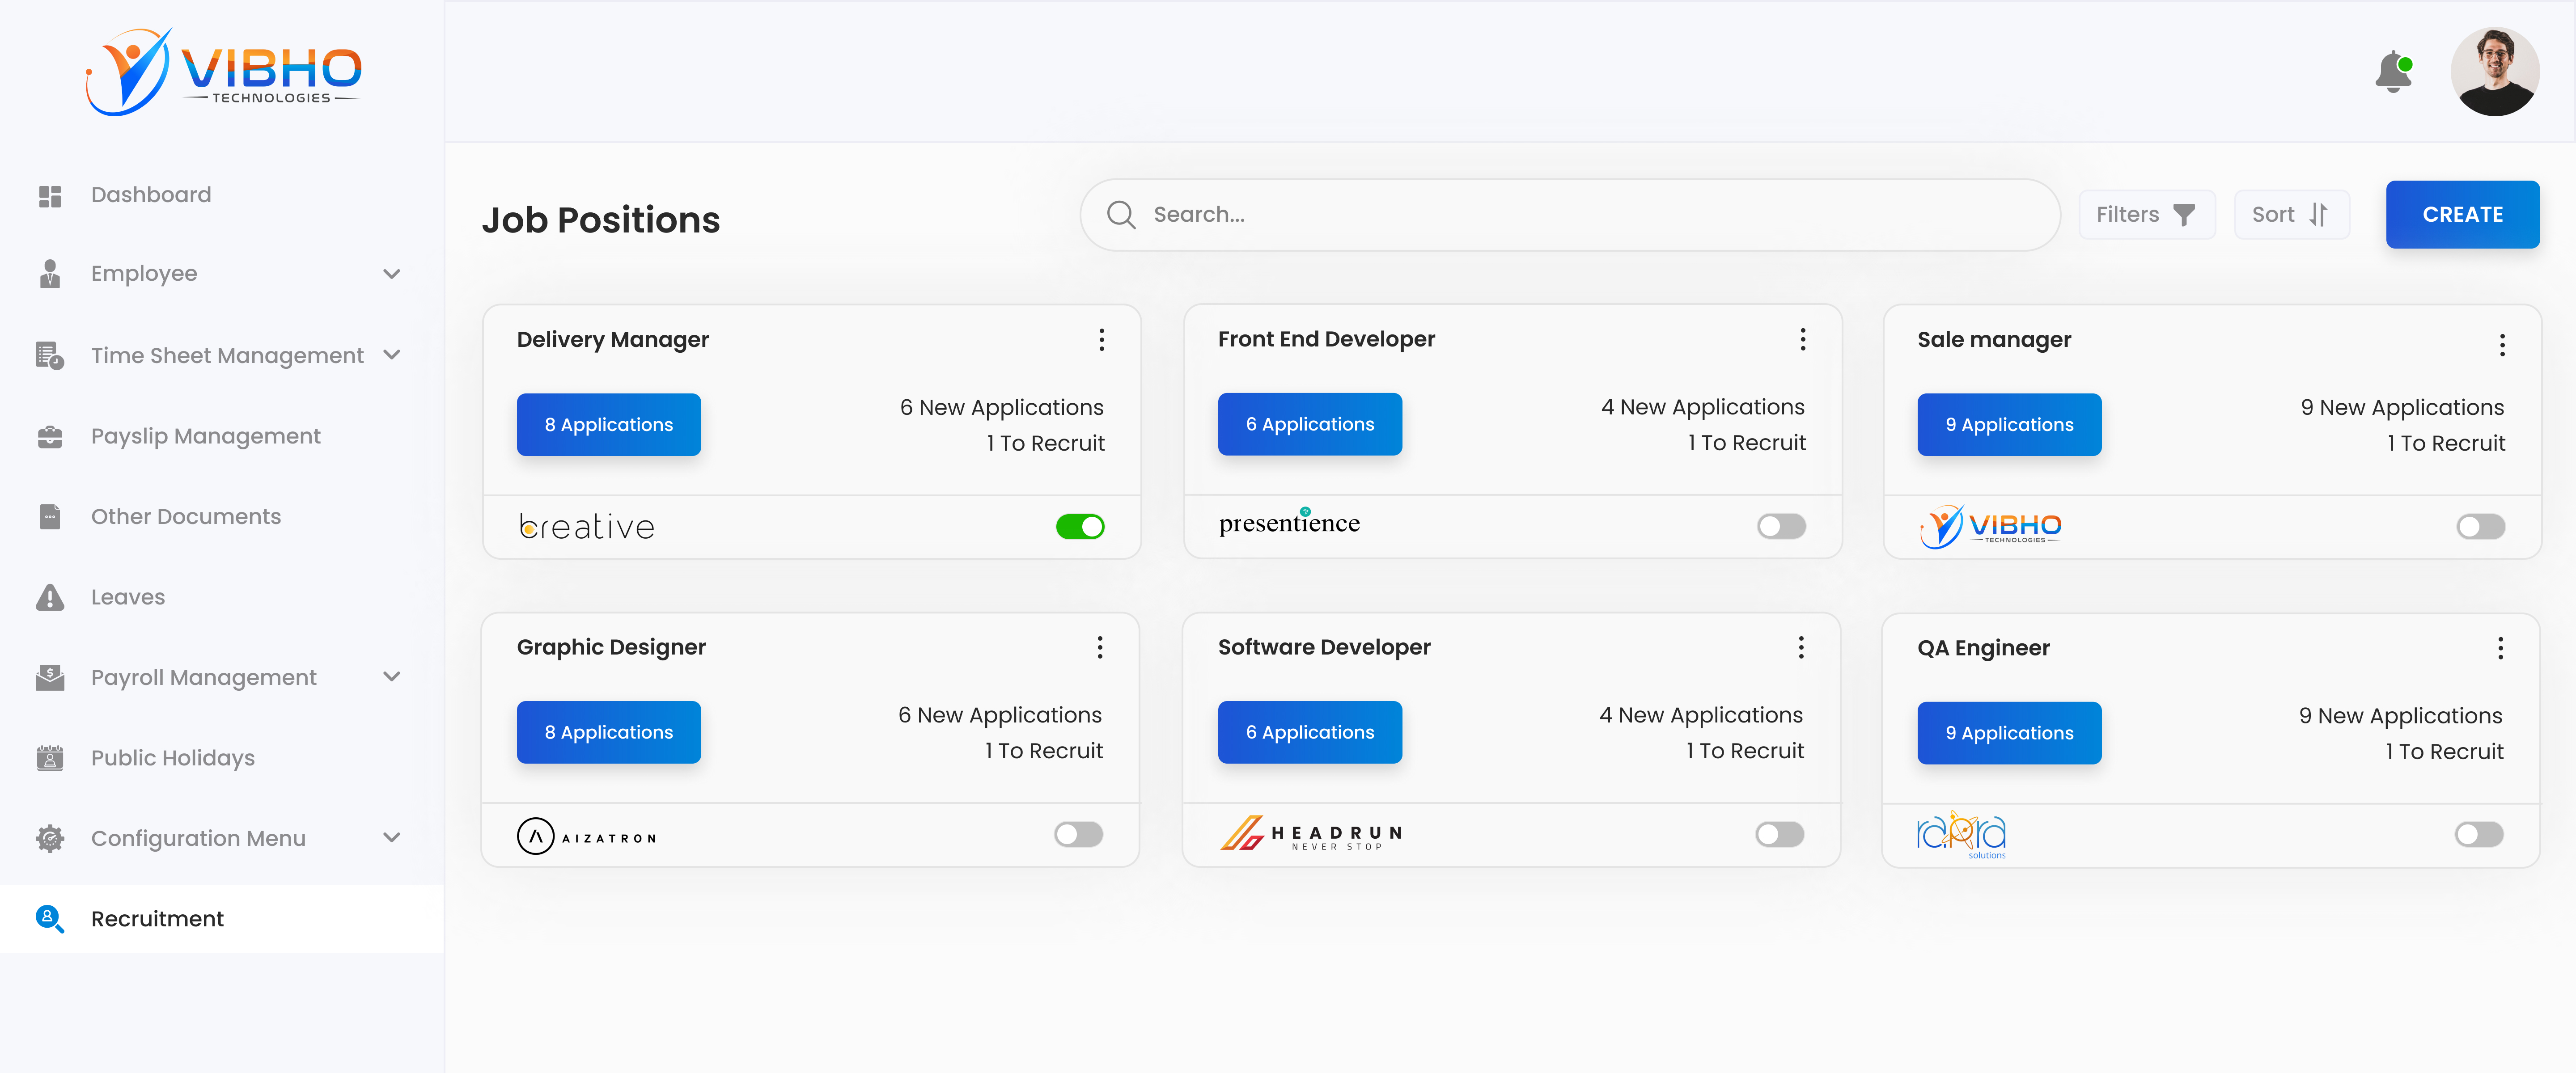 VIBHO
TECHNOLOGIES
Dashboard
Employee
Time Sheet Management
Payslip Management
Other Documents
Leaves
Payroll Management
Public Holidays
Configuration Menu
Recruitment
Job Positions
Search...
Filters
Sort
CREATE
Delivery Manager
8 Applications
6 New Applications
1 To Recruit
bcreative
Front End Developer
6 Applications
4 New Applications
1 To Recruit
presentience
Sale manager
9 Applications
9 New Applications
1 To Recruit
VIBHO
TECHNOLOGIES
Graphic Designer
8 Applications
6 New Applications
1 To Recruit
AIZATRON
Software Developer
6 Applications
4 New Applications
1 To Recruit
HEADRUN
NEVER STOP
QA Engineer
9 Applications
9 New Applications
1 To Recruit
solutions